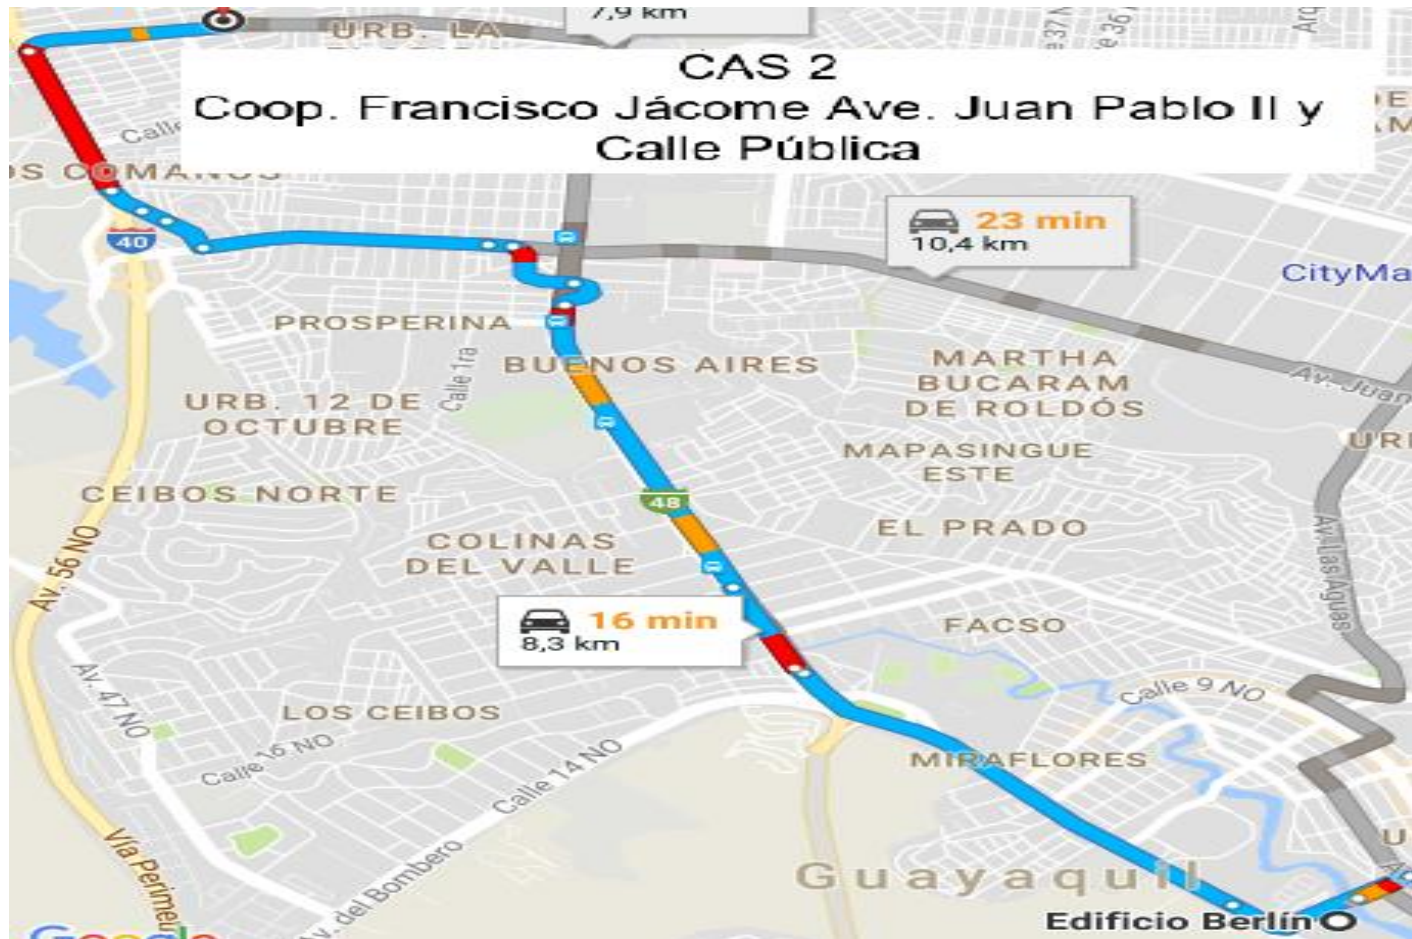 7,9 km
URB. LA
CAS 2
Coop. Francisco Jácome Ave. Juan Pablo II y
Calle Pública
Calle
40
23 min
10,4 km
CityMa
PROSPERINA
BUENOS AIRES
Calle 1ra
MARTHA
BUCARAM
DE ROLDÓS
Av. Juan
URB. 12 DE
OCTUBRE
MAPASINGUE
ESTE
CEIBOS NORTE
48
EL PRADO
COLINAS
DEL VALLE
Av. 56 NO
Av. Las Aguas
16 min
8,3 km
FACSO
Av. 47 NO
Calle 9 NO
LOS CEIBOS
Calle 16 NO
Calle 14 NO
MIRAFLORES
Vía Perime
Av. del Bombero
Guayaquil
Edificio Berlín